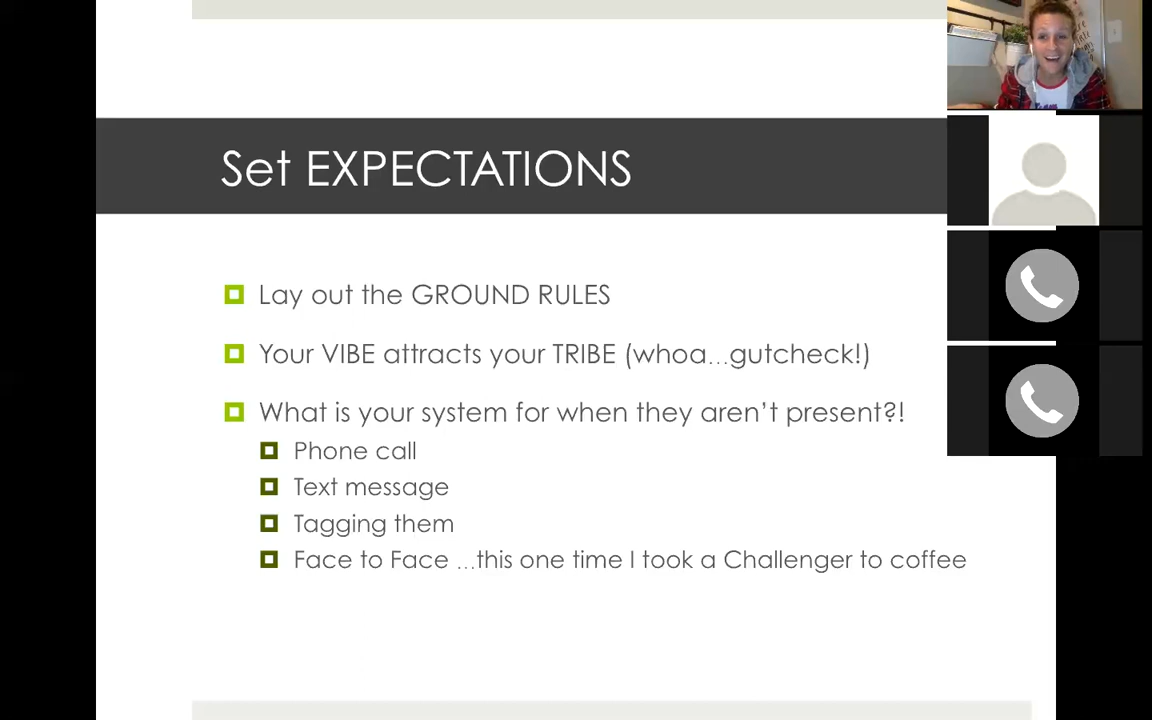 Set EXPECTATIONS
Lay out the GROUND RULES
Your VIBE attracts your TRIBE (whoa...gutcheck!)
What is your system for when they aren’t present?!
Phone call
Text message
Tagging them
Face to Face ...this one time I took a Challenger to coffee